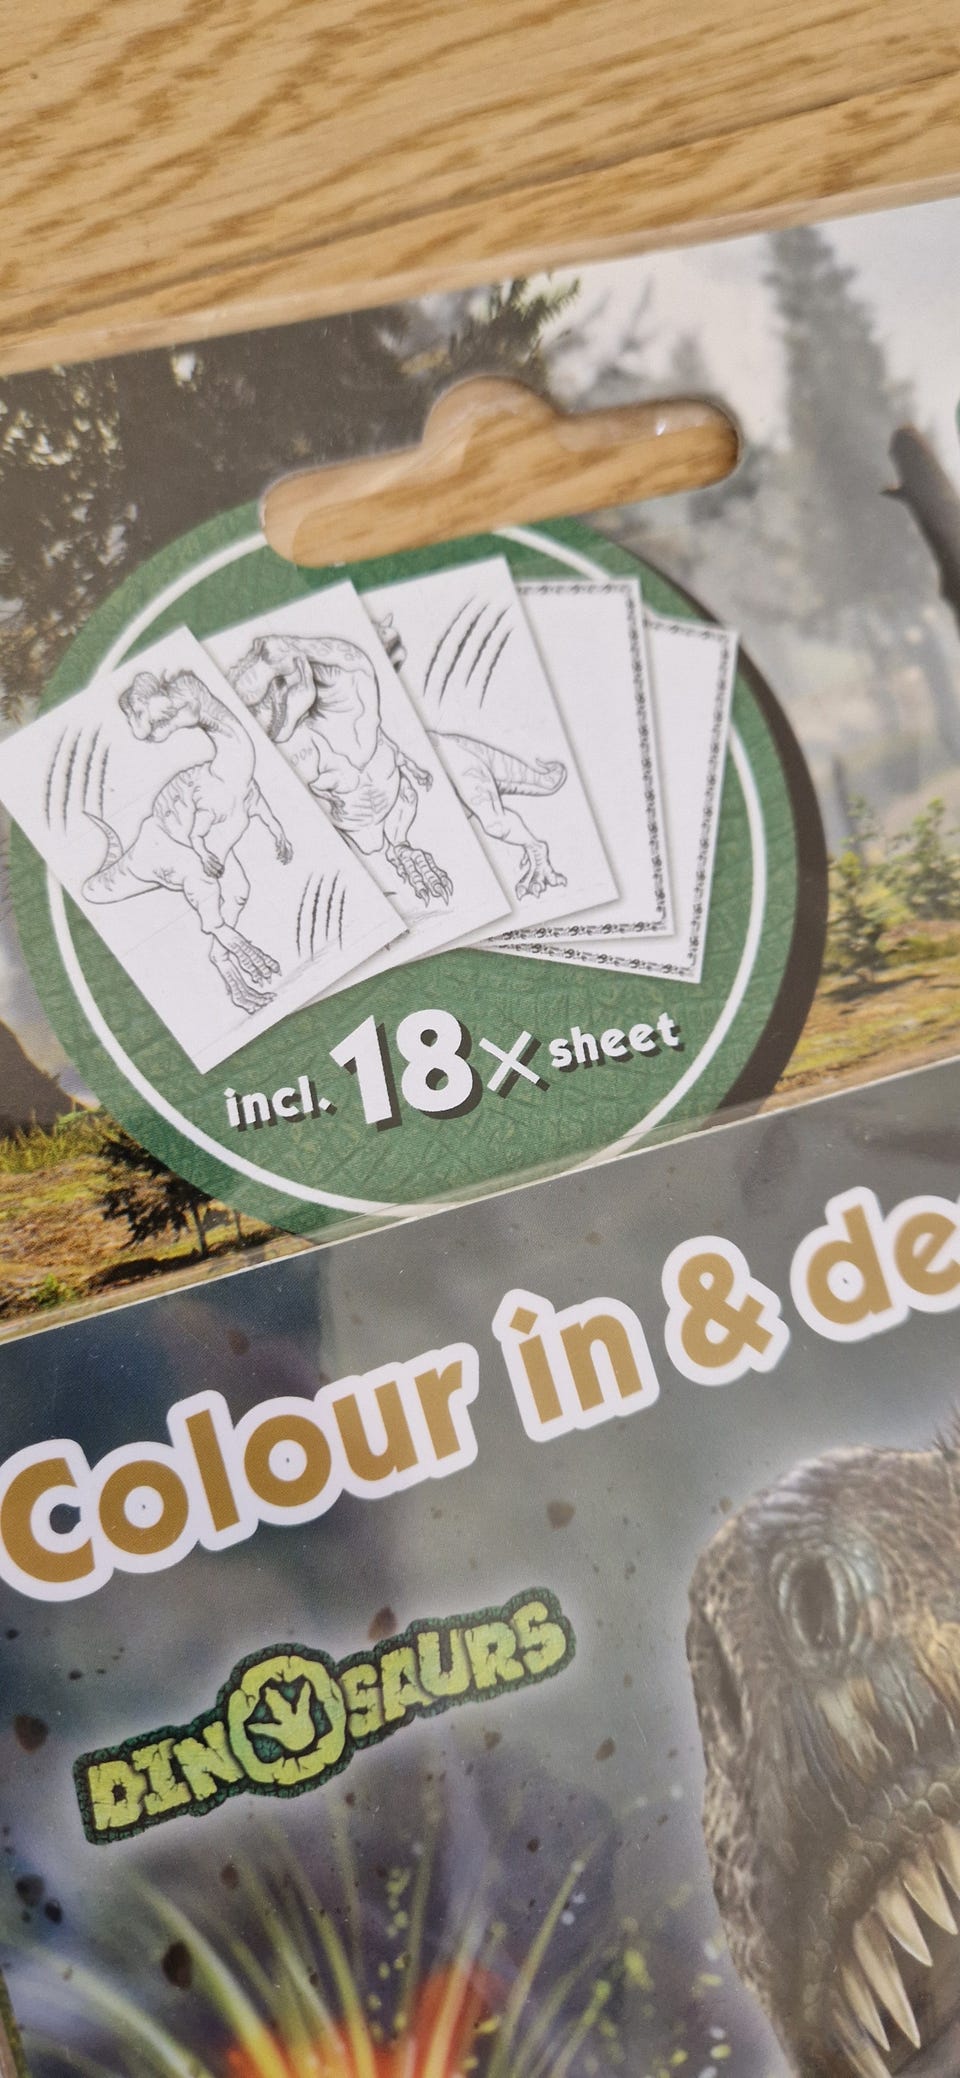 incl. 18x sheet
Colour in & de
DINOSAURS